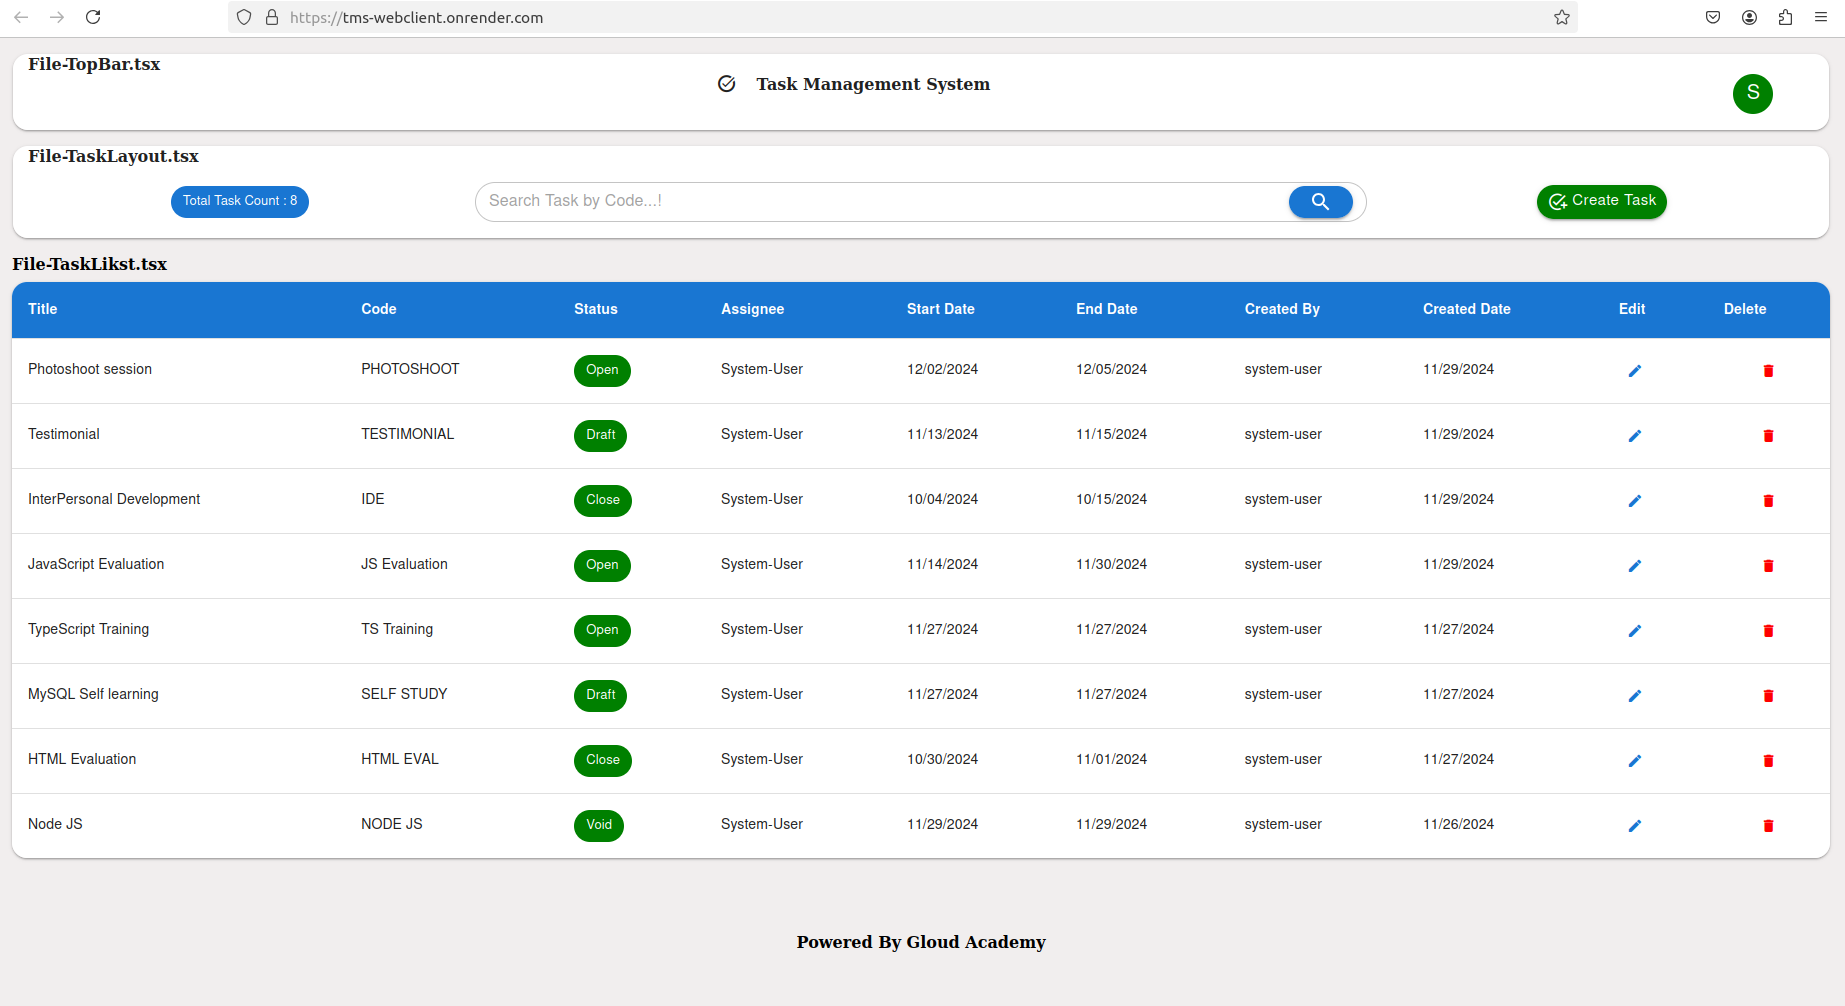 https://tms-webclient.onrender.com
File-TopBar.tsx
Task Management System
S
File-TaskLayout.tsx
Total Task Count : 8
Search Task by Code...!
Create Task
File-TaskLikst.tsx
Title Code Status Assignee Start Date End Date Created By Created Date Edit Delete
Photoshoot session PHOTOSHOOT Open System-User 12/02/2024 12/05/2024 system-user 11/29/2024
Testimonial TESTIMONIAL Draft System-User 11/13/2024 11/15/2024 system-user 11/29/2024
InterPersonal Development IDE Close System-User 10/04/2024 10/15/2024 system-user 11/29/2024
JavaScript Evaluation JS Evaluation Open System-User 11/14/2024 11/30/2024 system-user 11/29/2024
TypeScript Training TS Training Open System-User 11/27/2024 11/27/2024 system-user 11/27/2024
MySQL Self learning SELF STUDY Draft System-User 11/27/2024 11/27/2024 system-user 11/27/2024
HTML Evaluation HTML EVAL Close System-User 10/30/2024 11/01/2024 system-user 11/27/2024
Node JS NODE JS Void System-User 11/29/2024 11/29/2024 system-user 11/26/2024
Powered By Gloud Academy